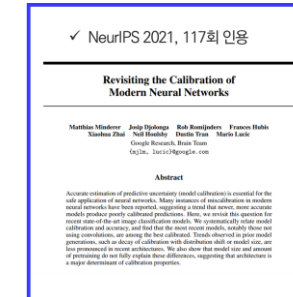 ✓ NeurIPS 2021, 117회 인용
Revisiting the Calibration of
Modern Neural Networks
Matthias Minderer Josip Djolonga Rob Romijnders Frances Hubis
Xiaohua Zhai Neil Houlsby Dustin Tran Mario Lucic
Google Research, Brain Team
{mjlm, lucic}@google.com
Abstract
Accurate estimation of predictive uncertainty (model calibration) is essential for the
safe application of neural networks. Many instances of miscalibration in modern
neural networks have been reported, suggesting a trend that newer, more accurate
models produce poorly calibrated predictions. Here, we revisit this question for
recent state-of-the-art image classification models. We systematically relate model
calibration and accuracy, and find that the most recent models, notably those not
using convolutions, are among the best calibrated. Trends observed in prior model
generations, such as decay of calibration with distribution shift or model size, are
less pronounced in recent architectures. We also show that model size and amount
of pretraining do not fully explain these differences, suggesting that architecture is
a major determinant of calibration properties.